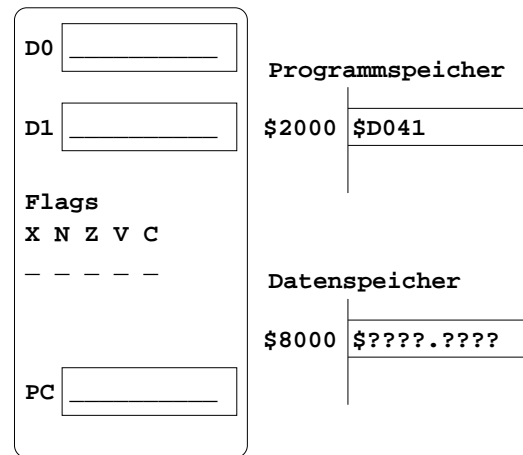 D0 __________
D1 __________
Flags
X N Z V C
_ _ _ _ _
PC __________
Programmspeicher
$2000 $D041
Datenspeicher
$8000 $????.????